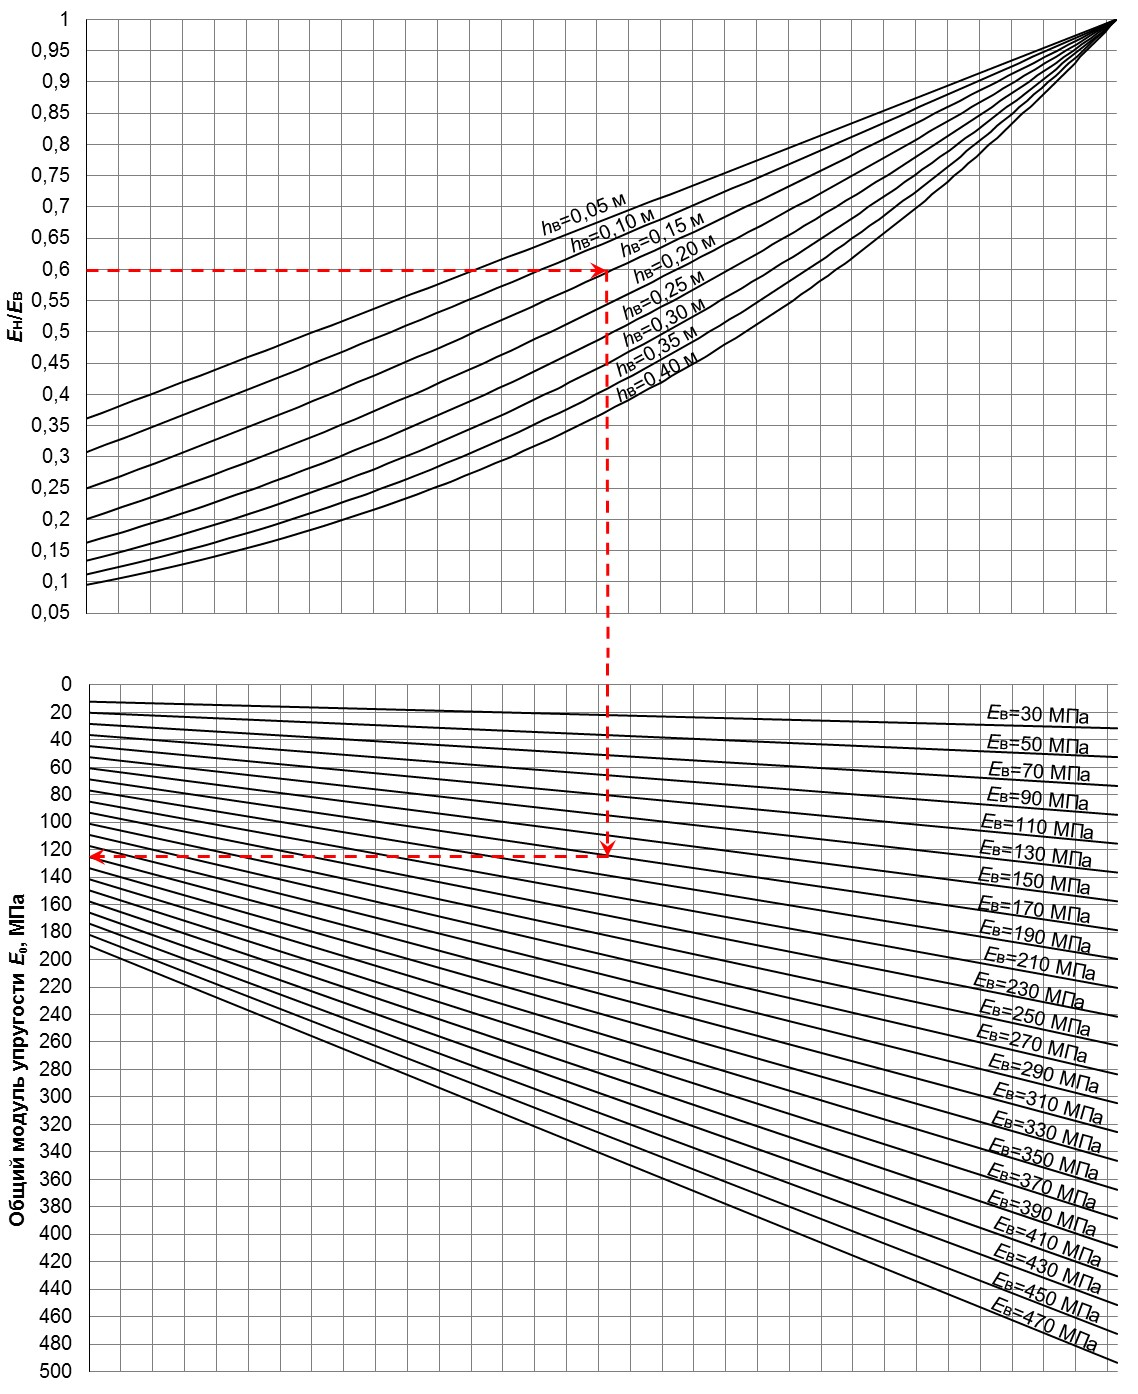 1
0,95
0,9
0,85
0,8
0,75
0,7
0,65
0,6
0,55
0,5
0,45
0,4
0,35
0,3
0,25
0,2
0,15
0,1
0,05
Eн/Eв
hв=0,05 м
hв=0,10 м
hв=0,15 м
hв=0,20 м
hв=0,25 м
hв=0,30 м
hв=0,35 м
hв=0,40 м
0
20
40
60
80
100
120
140
160
180
200
220
240
260
280
300
320
340
360
380
400
420
440
460
480
500
Общий модуль упругости E₀, МПа
Eв=30 МПа
Eв=50 МПа
Eв=70 МПа
Eв=90 МПа
Eв=110 МПа
Eв=130 МПа
Eв=150 МПа
Eв=170 МПа
Eв=190 МПа
Eв=210 МПа
Eв=230 МПа
Eв=250 МПа
Eв=270 МПа
Eв=290 МПа
Eв=310 МПа
Eв=330 МПа
Eв=350 МПа
Eв=370 МПа
Eв=390 МПа
Eв=410 МПа
Eв=430 МПа
Eв=450 МПа
Eв=470 МПа